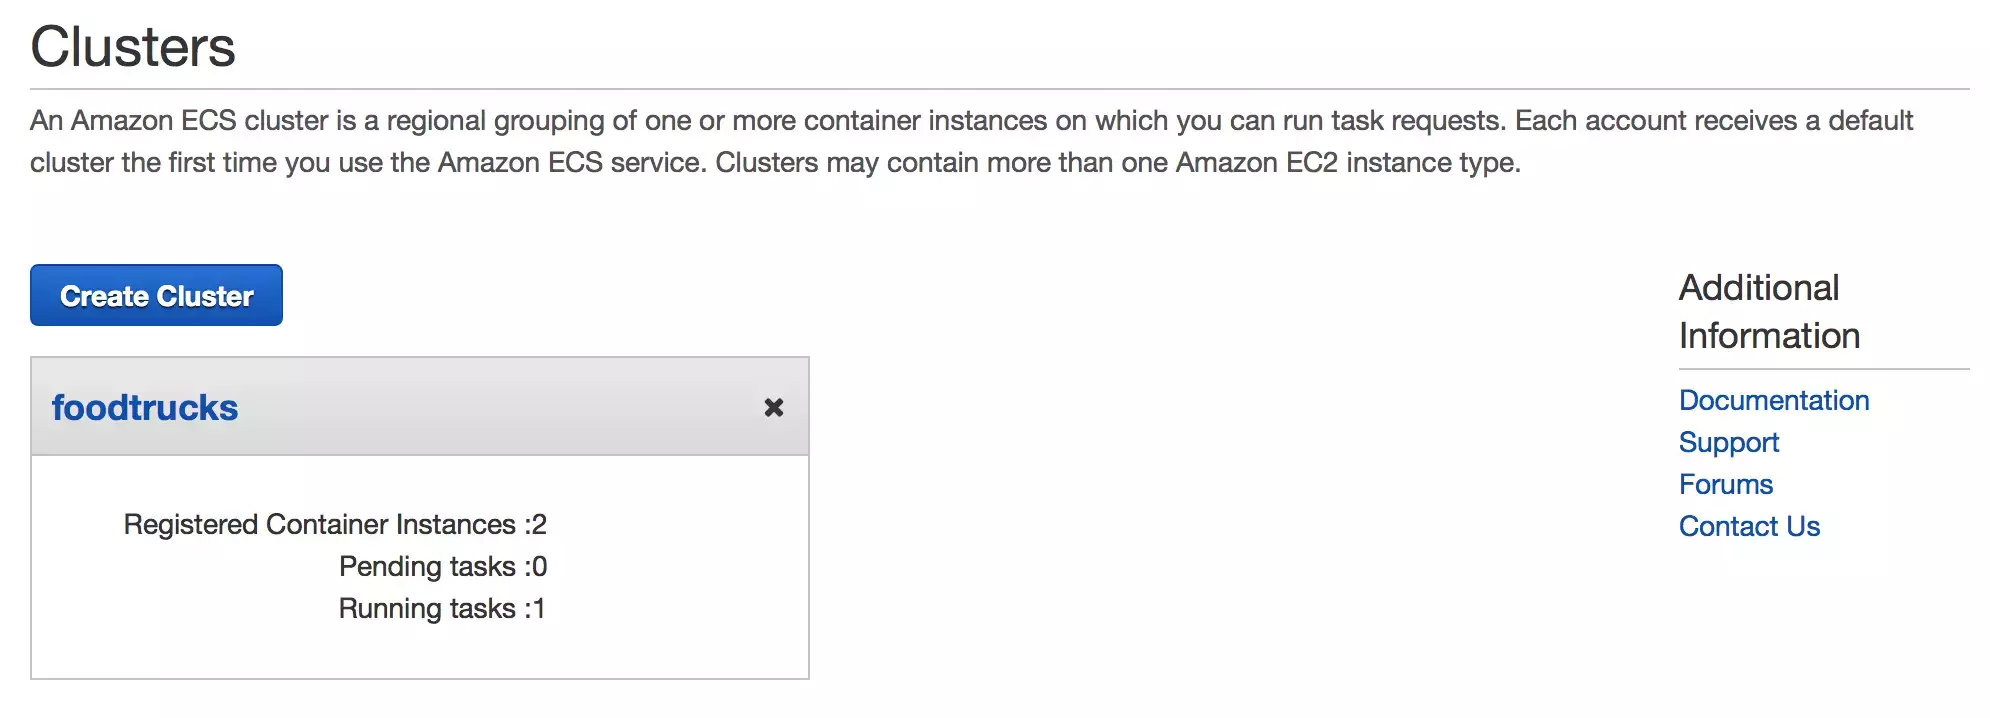 Clusters
An Amazon ECS cluster is a regional grouping of one or more container instances on which you can run task requests. Each account receives a default
cluster the first time you use the Amazon ECS service. Clusters may contain more than one Amazon EC2 instance type.
Create Cluster
foodtrucks
Registered Container Instances :2
Pending tasks :0
Running tasks :1
Additional
Information
Documentation
Support
Forums
Contact Us